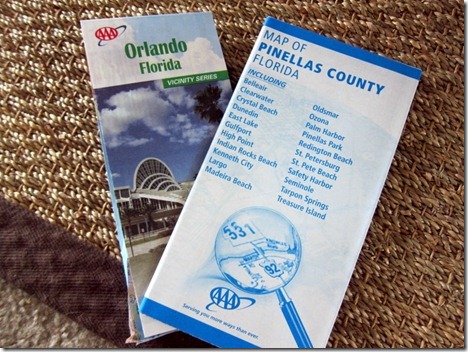 AAA
Orlando
Florida
VICINITY SERIES
MAP OF
PINELLAS COUNTY
FLORIDA
INCLUDING
Belleair
Clearwater
Crystal Beach
Dunedin
East Lake
Gulfport
High Point
Indian Rocks Beach
Kenneth City
Largo
Madeira Beach
Oldsmar
Ozona
Palm Harbor
Pinellas Park
Redington Beach
St. Petersburg
St. Pete Beach
Safety Harbor
Seminole
Tarpon Springs
Treasure Island
537
92
AAA
Serving you more ways than ever.